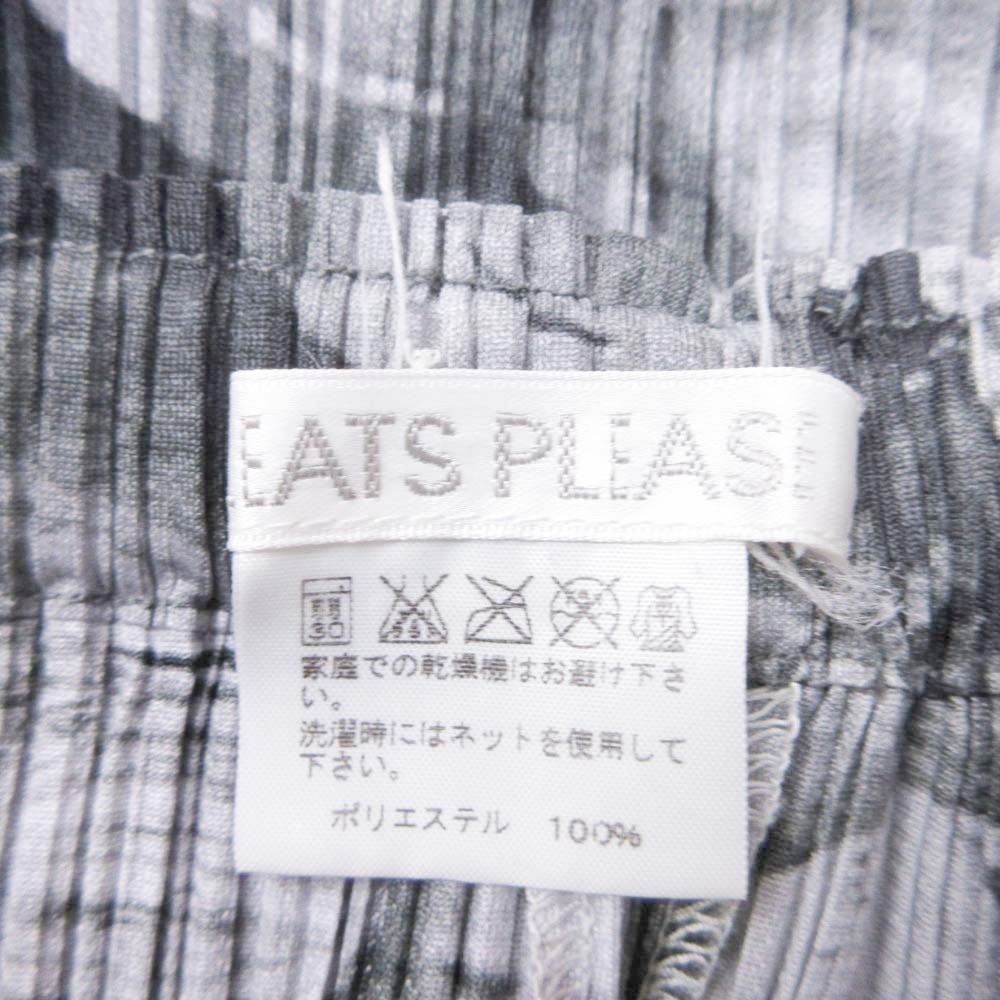 EATS PLEAS
30
家庭での乾燥機はお避け下さ
い。
洗濯時にはネットを使用して
下さい。
ポリエステル 100%